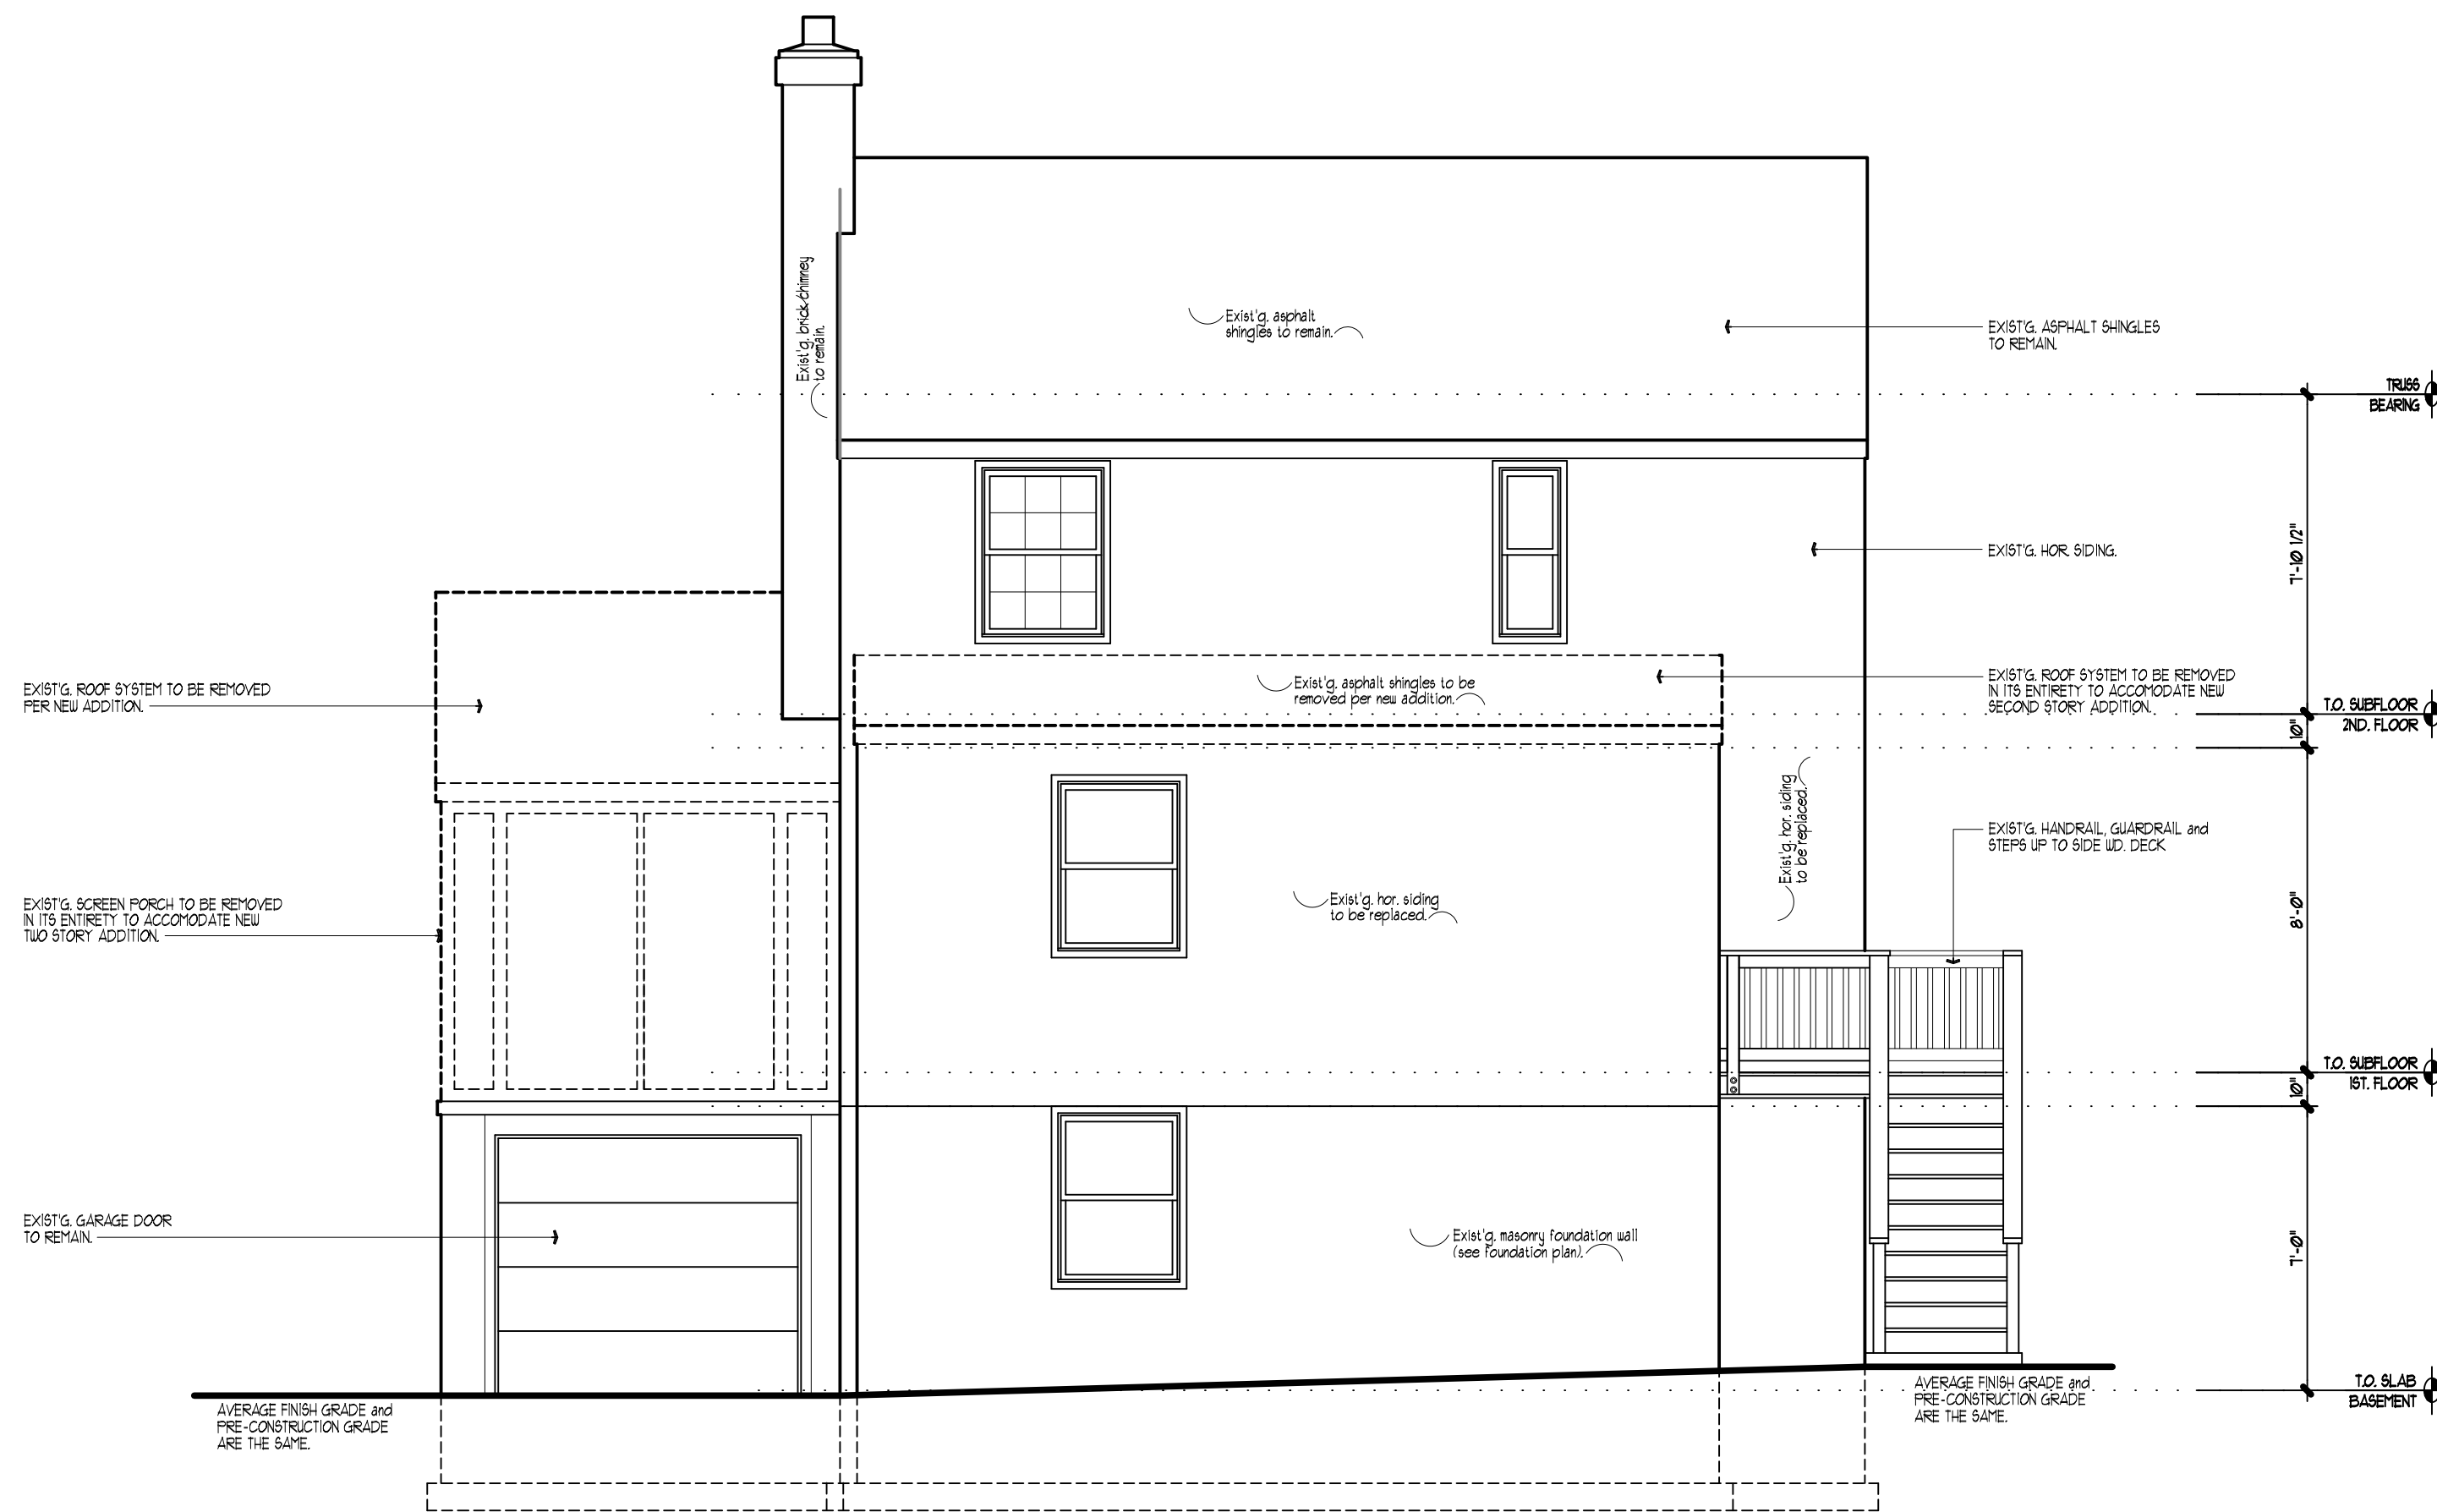 Exist'g. brick chimney
to remain.
Exist'g. asphalt
shingles to remain.
EXIST'G. ASPHALT SHINGLES
TO REMAIN.
TRUSS
BEARING
7'-10 1/2"
EXIST'G. HOR. SIDING.
EXIST'G. ROOF SYSTEM TO BE REMOVED
PER NEW ADDITION.
Exist'g. asphalt shingles to be
removed per new addition.
EXIST'G. ROOF SYSTEM TO BE REMOVED
IN ITS ENTIRETY TO ACCOMODATE NEW
SECOND STORY ADDITION.
T.O. SUBFLOOR
2ND. FLOOR
10"
Exist'g. hor. siding
to be replaced.
EXIST'G. HANDRAIL, GUARDRAIL and
STEPS UP TO SIDE WD. DECK
EXIST'G. SCREEN PORCH TO BE REMOVED
IN ITS ENTIRETY TO ACCOMODATE NEW
TWO STORY ADDITION.
Exist'g. hor. siding
to be replaced.
8'-0"
T.O. SUBFLOOR
1ST. FLOOR
10"
EXIST'G. GARAGE DOOR
TO REMAIN.
Exist'g. masonry foundation wall
(see foundation plan).
7'-0"
T.O. SLAB
BASEMENT
AVERAGE FINISH GRADE and
PRE-CONSTRUCTION GRADE
ARE THE SAME.
AVERAGE FINISH GRADE and
PRE-CONSTRUCTION GRADE
ARE THE SAME.